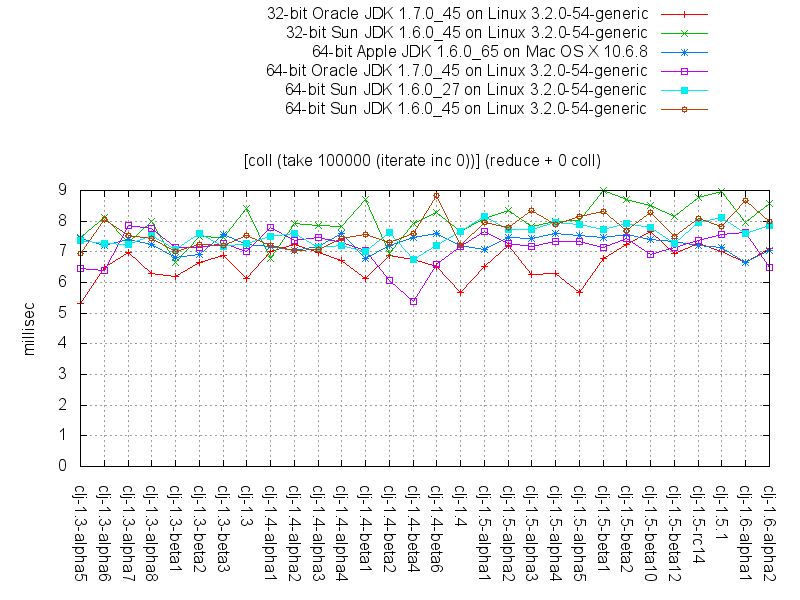 32-bit Oracle JDK 1.7.0_45 on Linux 3.2.0-54-generic
32-bit Sun JDK 1.6.0_45 on Linux 3.2.0-54-generic
64-bit Apple JDK 1.6.0_65 on Mac OS X 10.6.8
64-bit Oracle JDK 1.7.0_45 on Linux 3.2.0-54-generic
64-bit Sun JDK 1.6.0_27 on Linux 3.2.0-54-generic
64-bit Sun JDK 1.6.0_45 on Linux 3.2.0-54-generic
[coll (take 100000 (iterate inc 0))] (reduce + 0 coll)
9
8
7
6
5
4
3
2
1
0
millisec
clj-1.3-alpha5
clj-1.3-alpha6
clj-1.3-alpha7
clj-1.3-alpha8
clj-1.3-beta1
clj-1.3-beta2
clj-1.3-beta3
clj-1.3
clj-1.4-alpha1
clj-1.4-alpha2
clj-1.4-alpha3
clj-1.4-alpha4
clj-1.4-beta1
clj-1.4-beta4
clj-1.4-beta6
clj-1.4
clj-1.5-alpha1
clj-1.5-alpha2
clj-1.5-alpha3
clj-1.5-alpha4
clj-1.5-alpha5
clj-1.5-beta1
clj-1.5-beta2
clj-1.5-beta10
clj-1.5-beta12
clj-1.5-rc14
clj-1.5.1
clj-1.6-alpha1
clj-1.6-alpha2